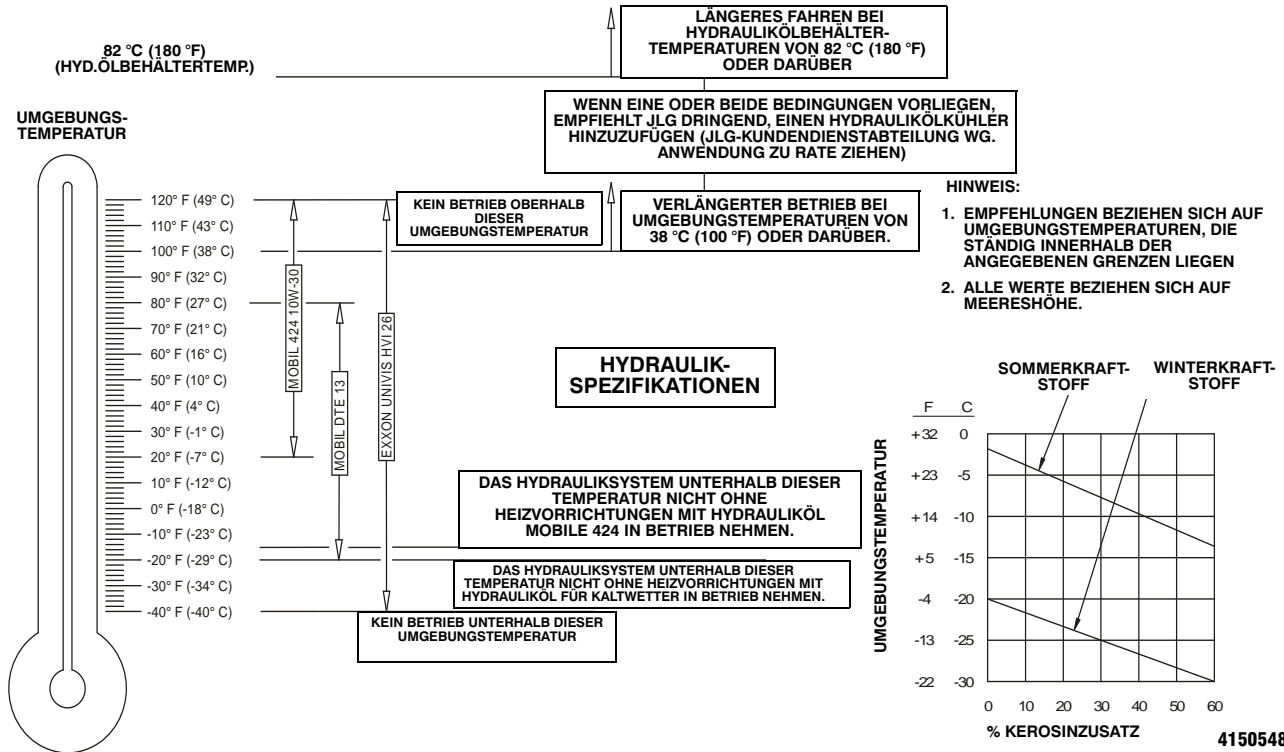 82 °C (180 °F)
(HYD.ÖLBEHÄLTERTEMP.)
LÄNGERES FAHREN BEI
HYDRAULIKÖLBEHÄLTER-
TEMPERATUREN VON 82 °C (180 °F)
ODER DARÜBER
WENN EINE ODER BEIDE BEDINGUNGEN VORLIEGEN,
EMPFIEHLT JLG DRINGEND, EINEN HYDRAULIKÖLKÜHLER
HINZUZUFÜGEN (JLG-KUNDENDIENSTABTEILUNG WG.
ANWENDUNG ZU RATE ZIEHEN)
UMGEBUNGS-
TEMPERATUR
120° F (49° C)
110° F (43° C)
100° F (38° C)
90° F (32° C)
80° F (27° C)
70° F (21° C)
60° F (16° C)
50° F (10° C)
40° F (4° C)
30° F (-1° C)
20° F (-7° C)
10° F (-12° C)
0° F (-18° C)
-10° F (-23° C)
-20° F (-29° C)
-30° F (-34° C)
-40° F (-40° C)
MOBIL 424 10W-30
MOBIL DTE 13
EXXON UNIVIS HVI 26
KEIN BETRIEB OBERHALB
DIESER
UMGEBUNGSTEMPERATUR
VERLÄNGERTER BETRIEB BEI
UMGEBUNGSTEMPERATUREN VON
38 °C (100 °F) ODER DARÜBER.
HINWEIS:
1. EMPFEHLUNGEN BEZIEHEN SICH AUF
UMGEBUNGSTEMPERATUREN, DIE
STÄNDIG INNERHALB DER
ANGEGEBENEN GRENZEN LIEGEN
2. ALLE WERTE BEZIEHEN SICH AUF
MEERESHÖHE.
HYDRAULIK-
SPEZIFIKATIONEN
DAS HYDRAULIKSYSTEM UNTERHALB DIESER
TEMPERATUR NICHT OHNE
HEIZVORRICHTUNGEN MIT HYDRAULIKÖL
MOBILE 424 IN BETRIEB NEHMEN.
DAS HYDRAULIKSYSTEM UNTERHALB DIESER
TEMPERATUR NICHT OHNE HEIZVORRICHTUNGEN MIT
HYDRAULIKÖL FÜR KALTWETTER IN BETRIEB NEHMEN.
KEIN BETRIEB UNTERHALB DIESER
UMGEBUNGSTEMPERATUR
SOMMERKRAFT-
STOFF
WINTERKRAFT-
STOFF
UMGEBUNGSTEMPERATUR
F C
+32 0
+23 -5
+14 -10
+5 -15
-4 -20
-13 -25
-22 -30
0 10 20 30 40 50 60
% KEROSINZUSATZ
4150548